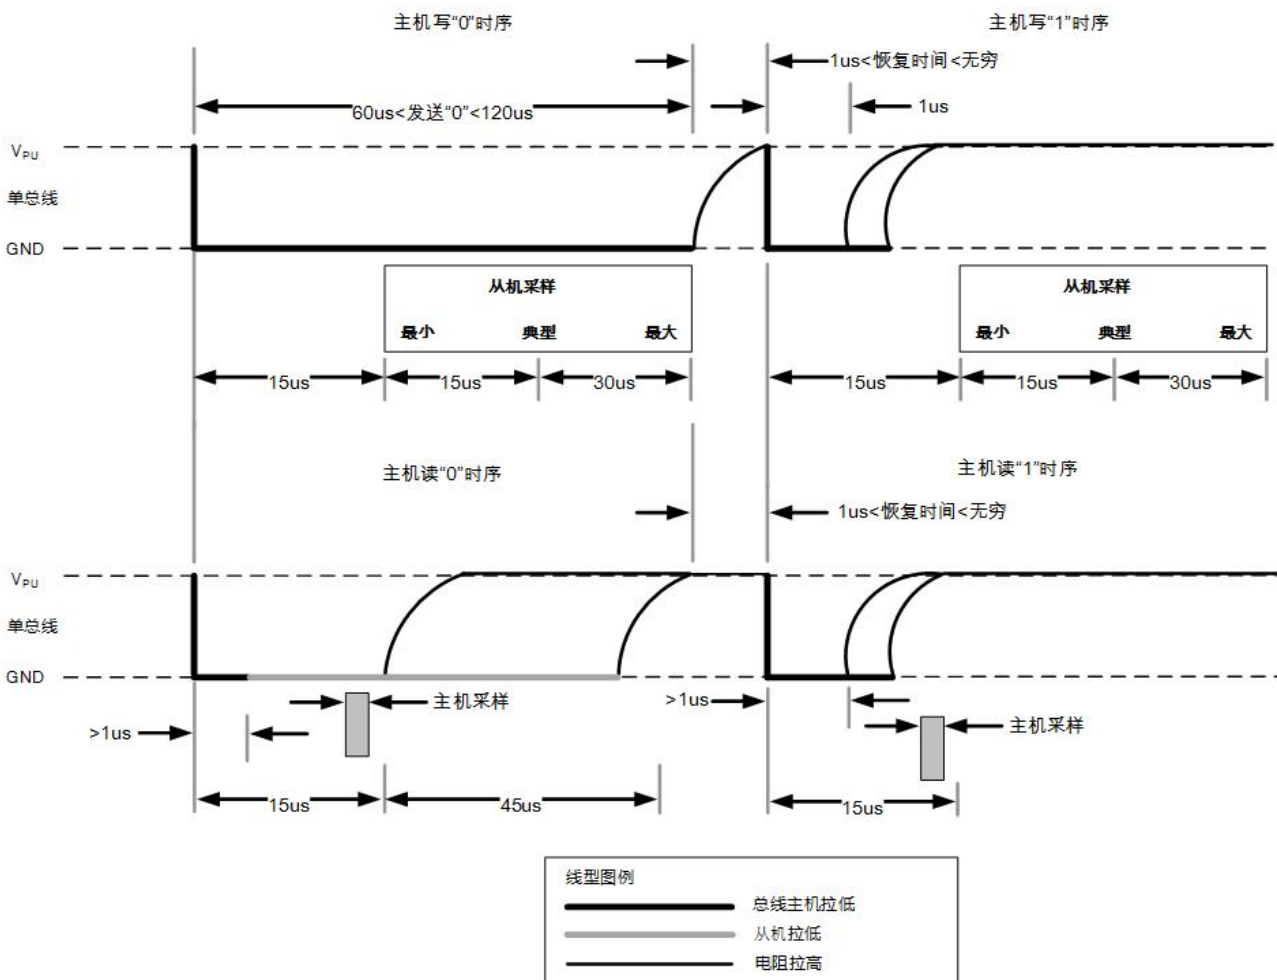 主机写“0”时序
主机写“1”时序
1us<恢复时间<无穷
60us<发送“0”<120us
1us
VPU
单总线
GND
从机采样
最小 典型 最大
从机采样
最小 典型 最大
15us 15us 30us
15us 15us 30us
主机读“0”时序
主机读“1”时序
1us<恢复时间<无穷
VPU
单总线
GND
主机采样
>1us
>1us
主机采样
15us 45us
15us
线型图例
总线主机拉低
从机拉低
电阻拉高